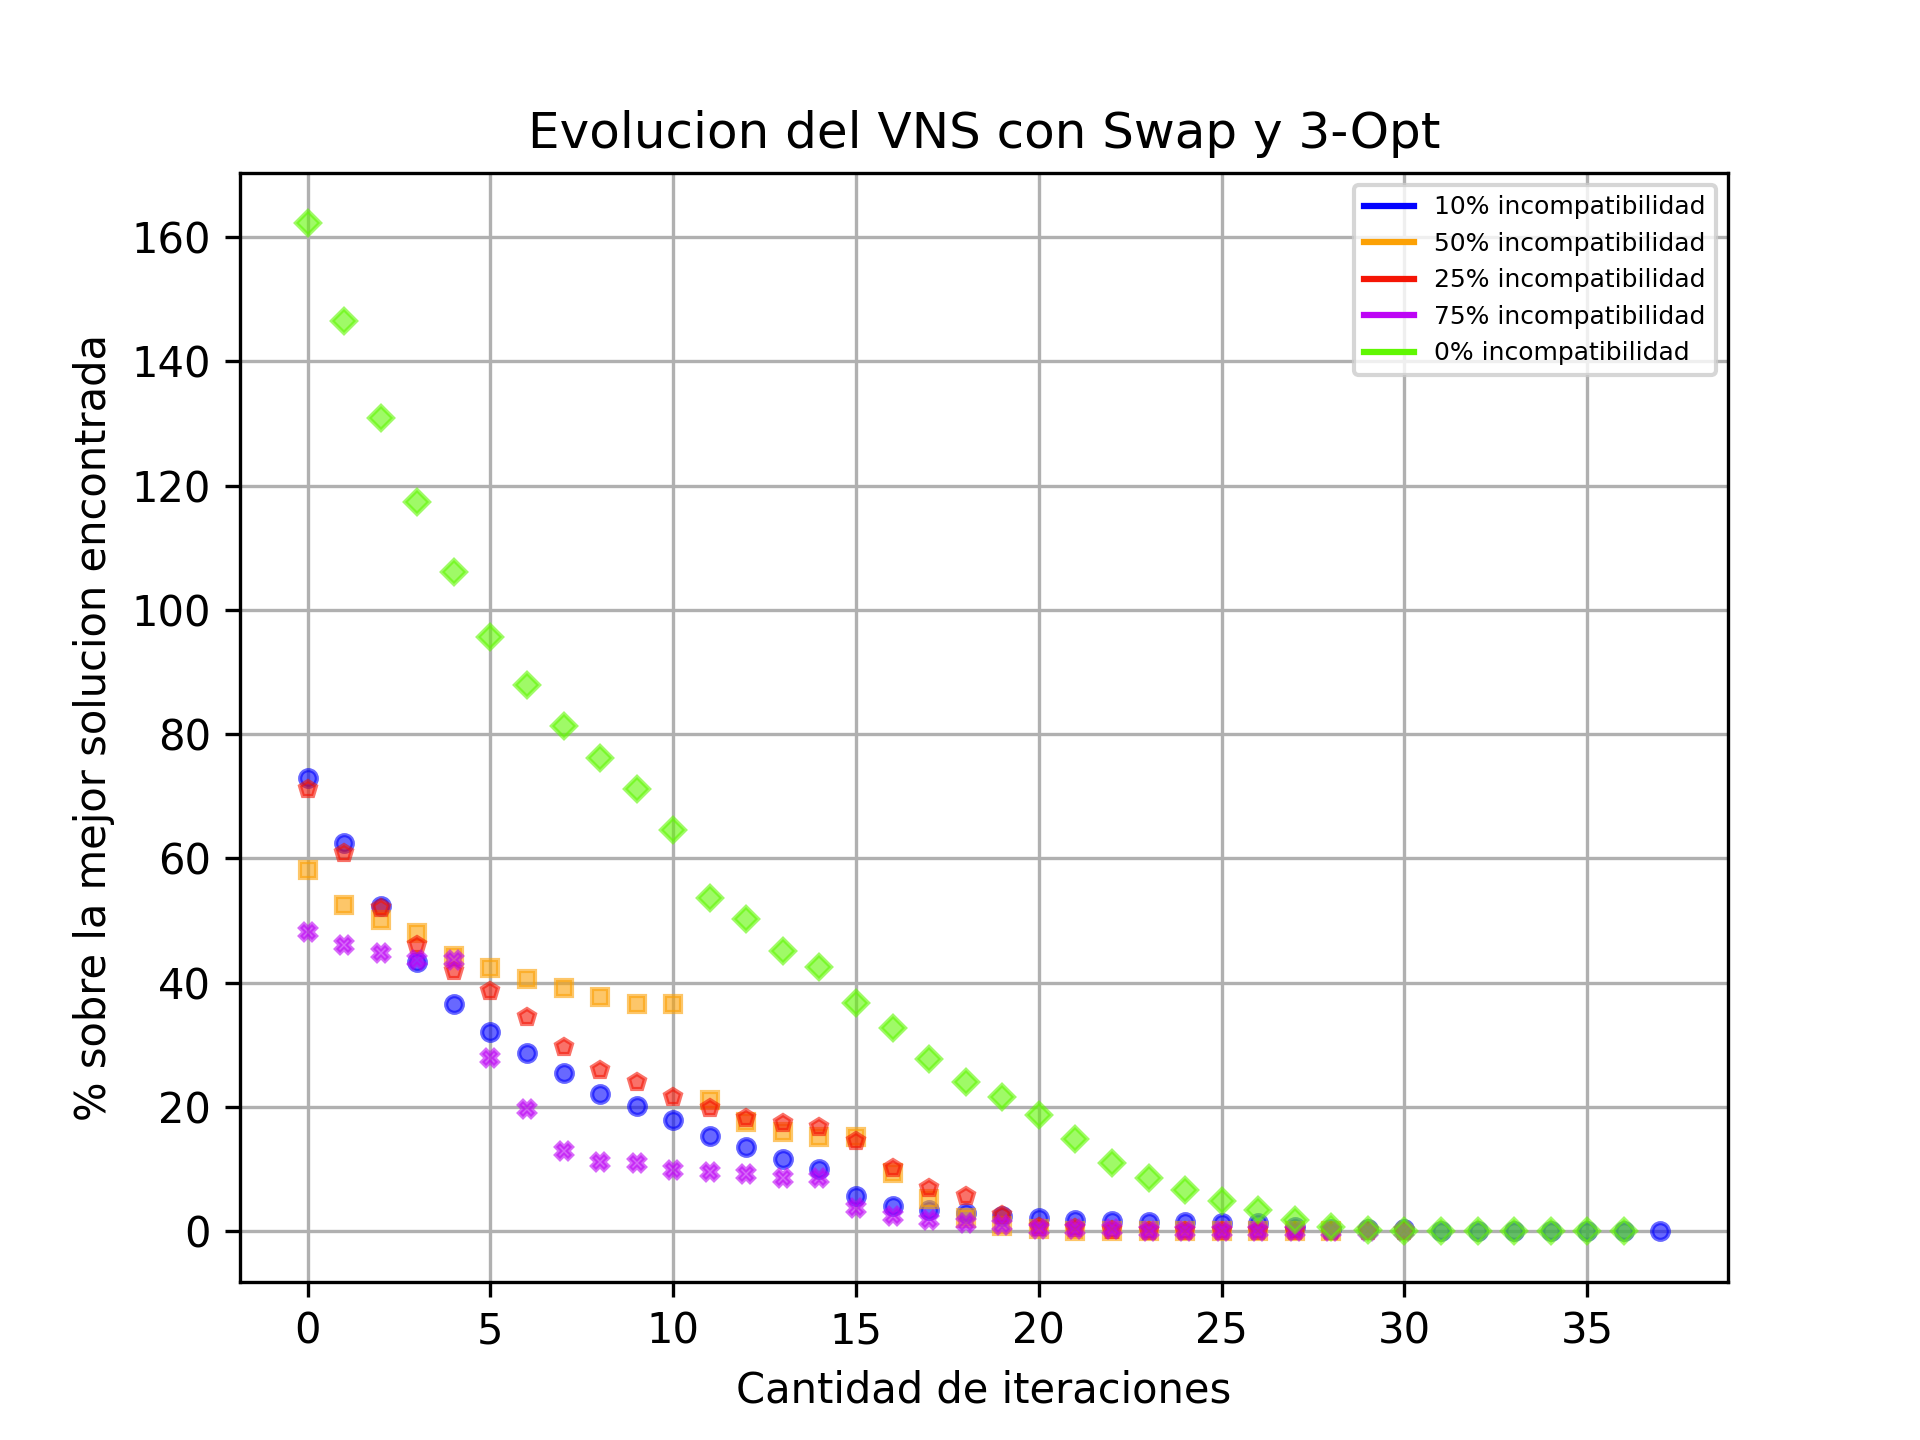 Evolucion del VNS con Swap y 3-Opt
10% incompatibilidad
50% incompatibilidad
25% incompatibilidad
75% incompatibilidad
0% incompatibilidad
% sobre la mejor solucion encontrada
160
140
120
100
80
60
40
20
0
0 5 10 15 20 25 30 35
Cantidad de iteraciones